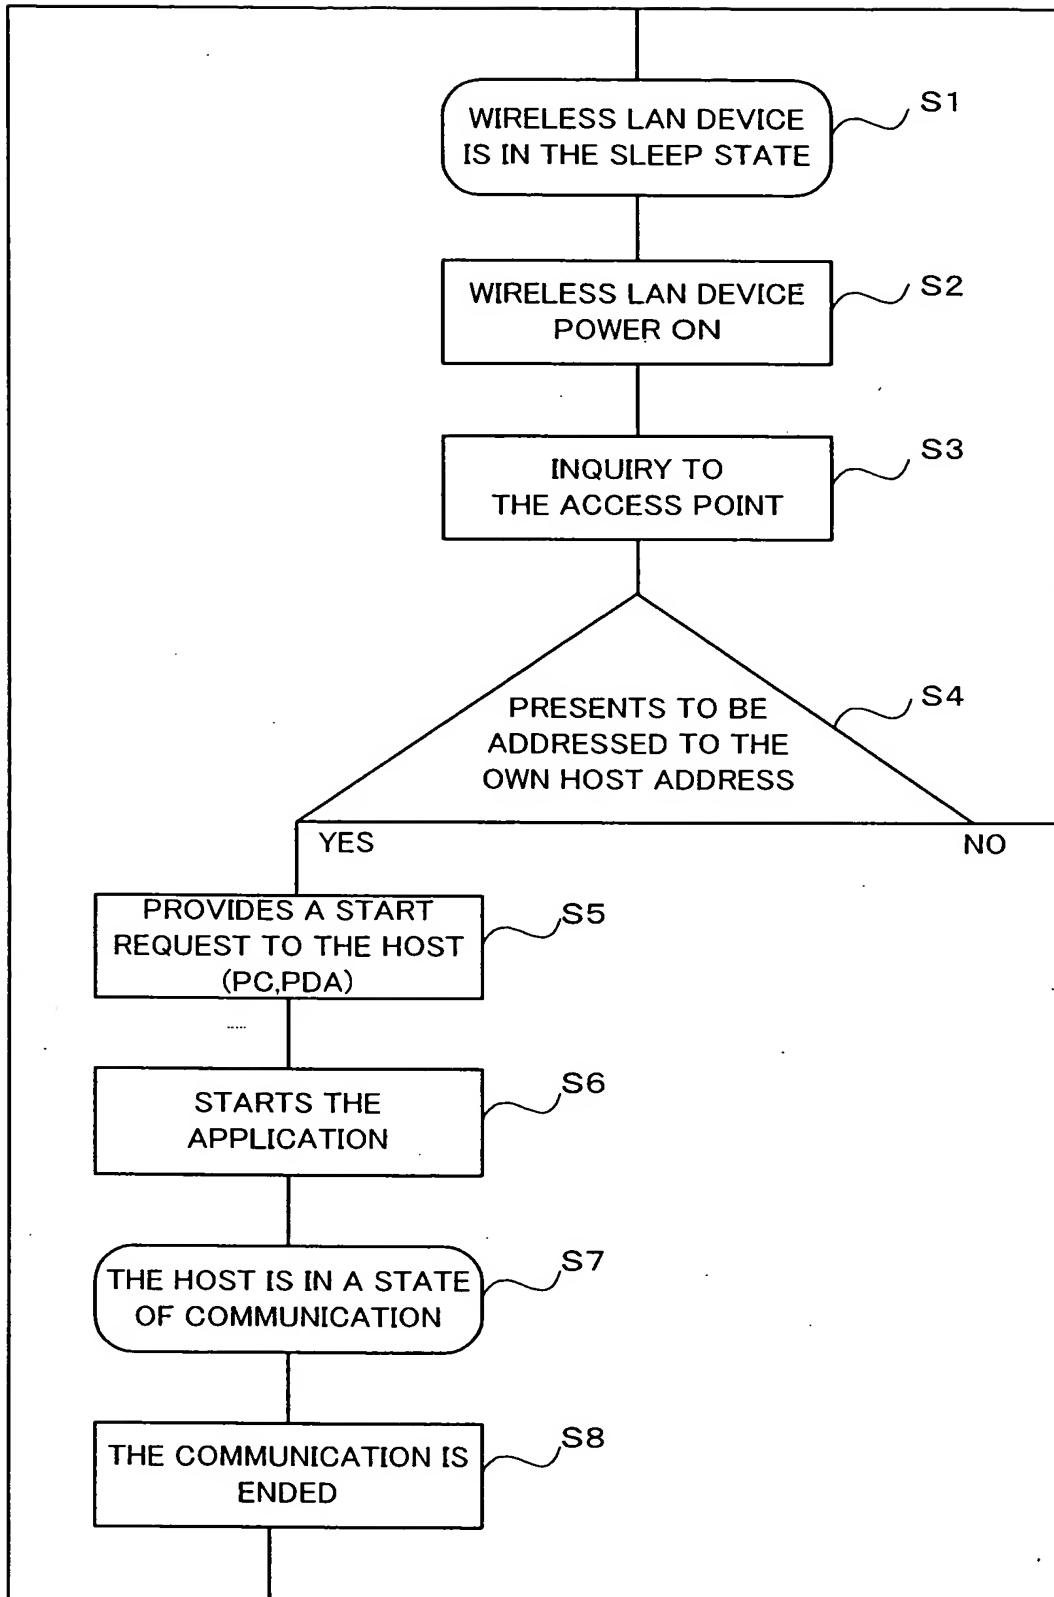 WIRELESS LAN DEVICE
IS IN THE SLEEP STATE
S1
WIRELESS LAN DEVICE
POWER ON
S2
INQUIRY TO
THE ACCESS POINT
S3
PRESENTS TO BE
ADDRESSED TO THE
OWN HOST ADDRESS
S4
YES
NO
PROVIDES A START
REQUEST TO THE HOST
(PC,PDA)
S5
STARTS THE
APPLICATION
S6
THE HOST IS IN A STATE
OF COMMUNICATION
S7
THE COMMUNICATION IS
ENDED
S8